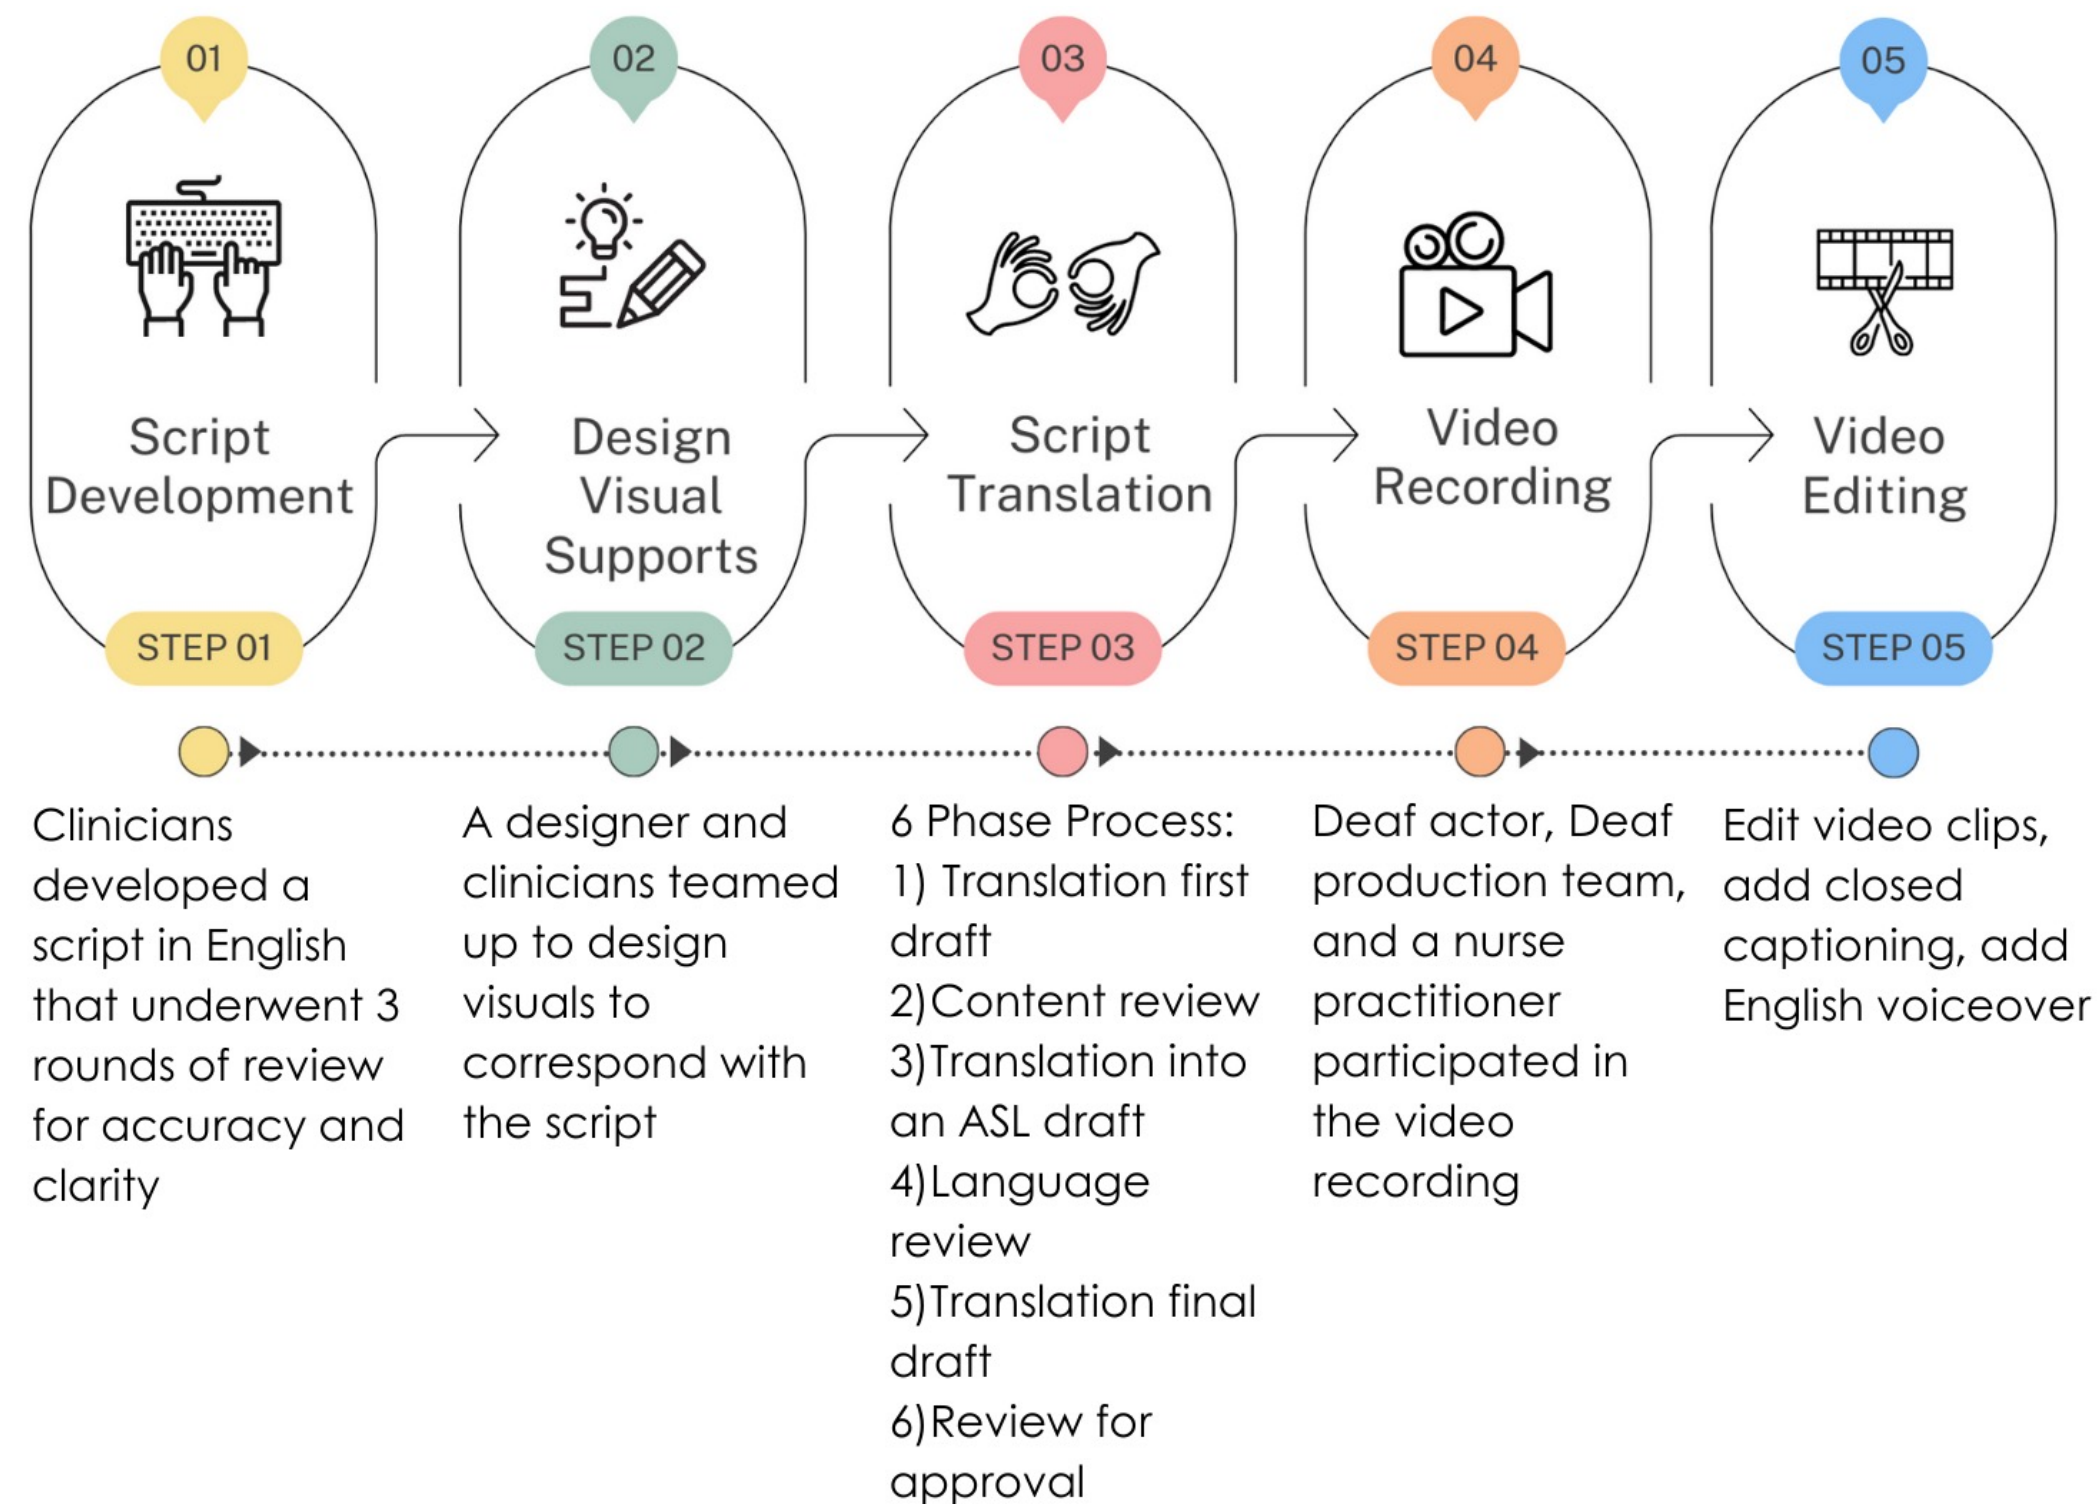 01
02
03
04
05
Script
Development
Design
Visual
Supports
Script
Translation
Video
Recording
Video
Editing
STEP 01
STEP 02
STEP 03
STEP 04
STEP 05
Clinicians
developed a
script in English
that underwent 3
rounds of review
for accuracy and
clarity
A designer and
clinicians teamed
up to design
visuals to
correspond with
the script
6 Phase Process:
1) Translation first
draft
2)Content review
3)Translation into
an ASL draft
4)Language
review
5)Translation final
draft
6)Review for
approval
Deaf actor, Deaf
production team,
and a nurse
practitioner
participated in
the video
recording
Edit video clips,
add closed
captioning, add
English voiceover